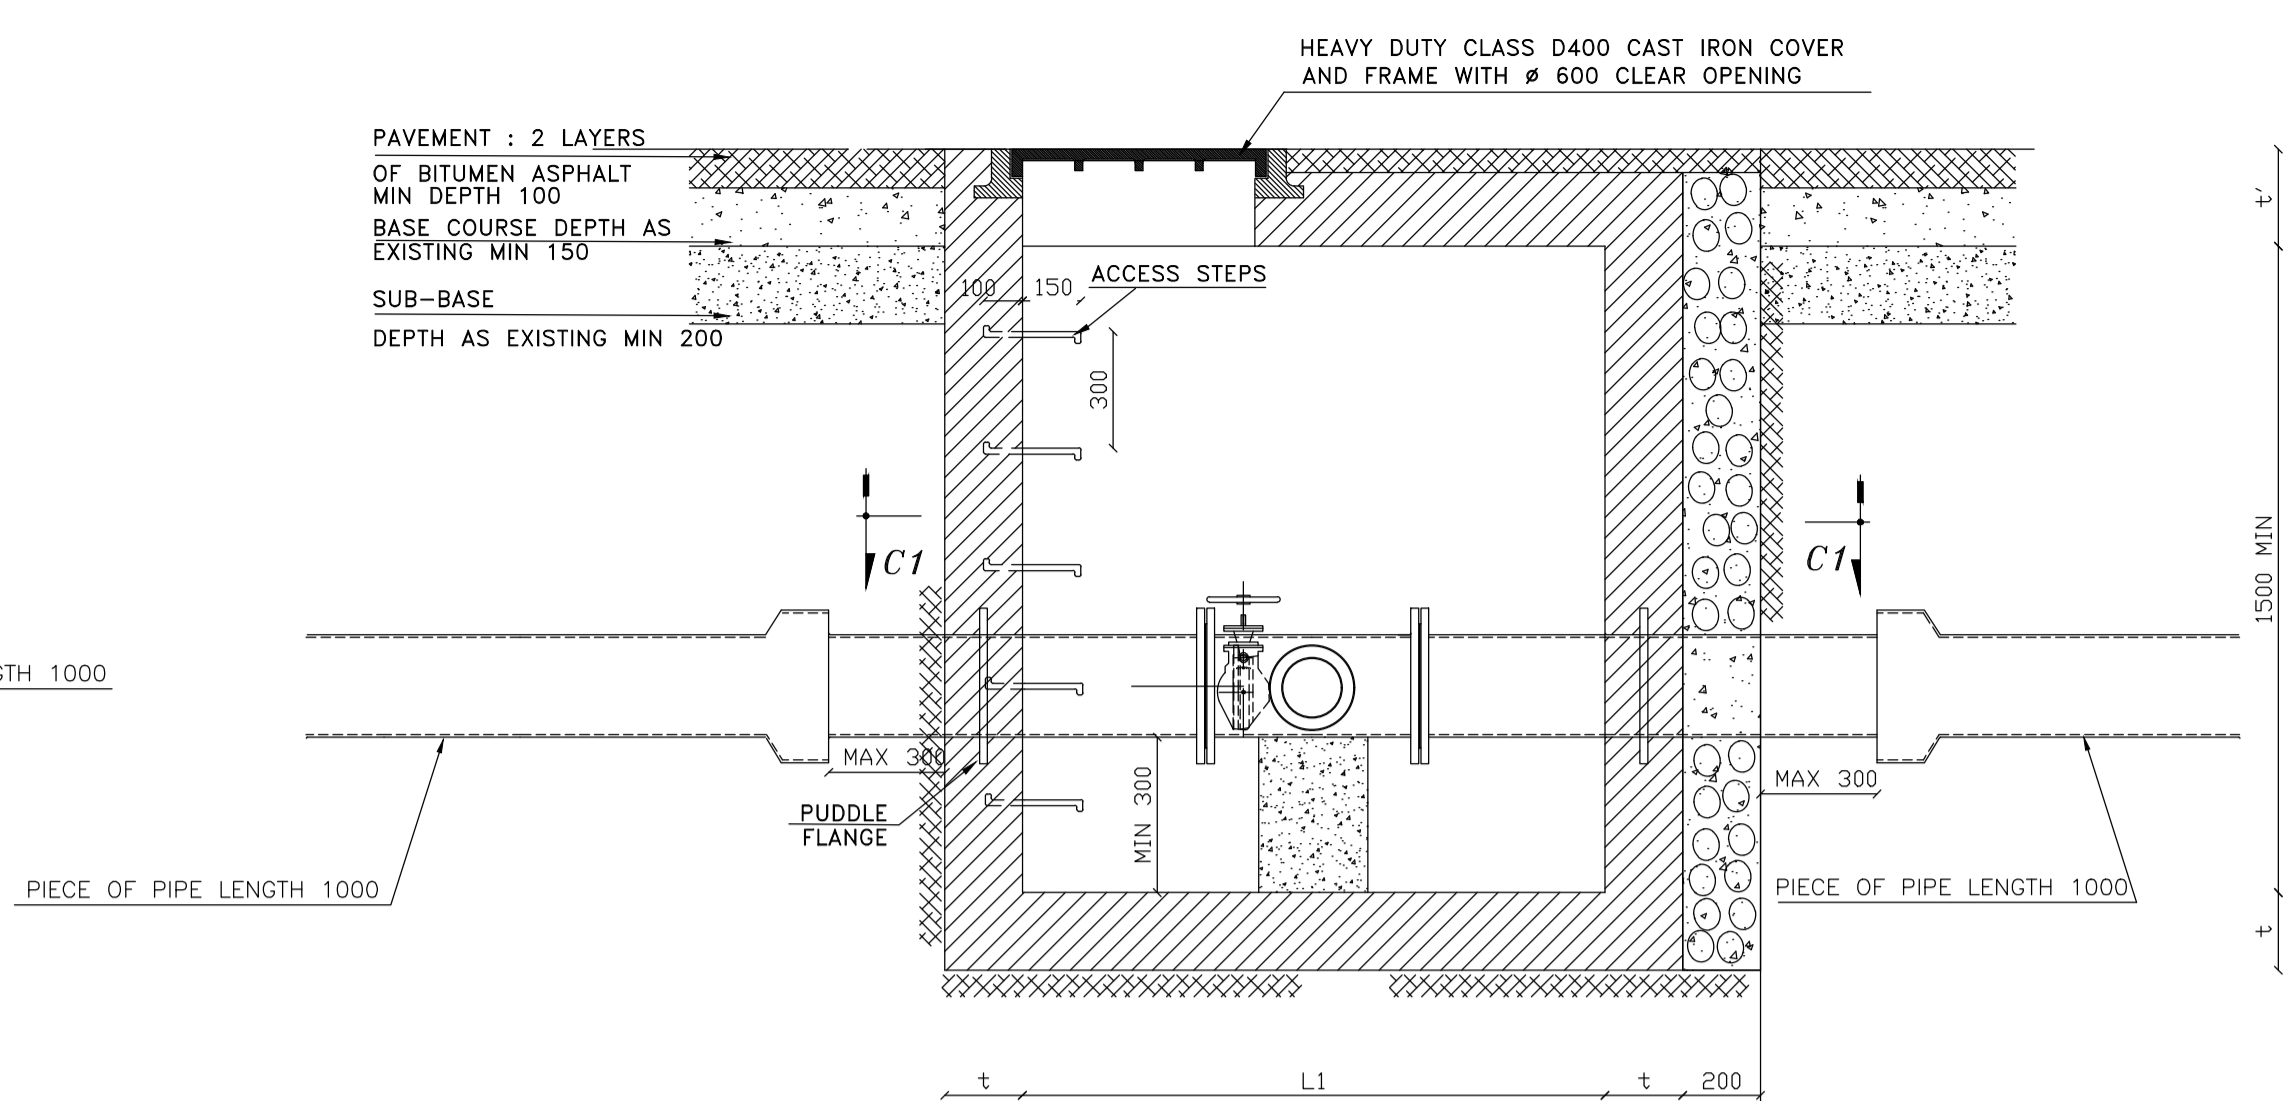 HEAVY DUTY CLASS D400 CAST IRON COVER
AND FRAME WITH ø 600 CLEAR OPENING
PAVEMENT : 2 LAYERS
OF BITUMEN ASPHALT
MIN DEPTH 100
BASE COURSE DEPTH AS
EXISTING MIN 150
SUB-BASE
DEPTH AS EXISTING MIN 200
ACCESS STEPS
100
150
300
t'
1500 MIN
t
C1
C1
GTH 1000
MAX 300
PUDDLE
FLANGE
MIN 300
MAX 300
PIECE OF PIPE LENGTH 1000
PIECE OF PIPE LENGTH 1000
t
L1
t
200